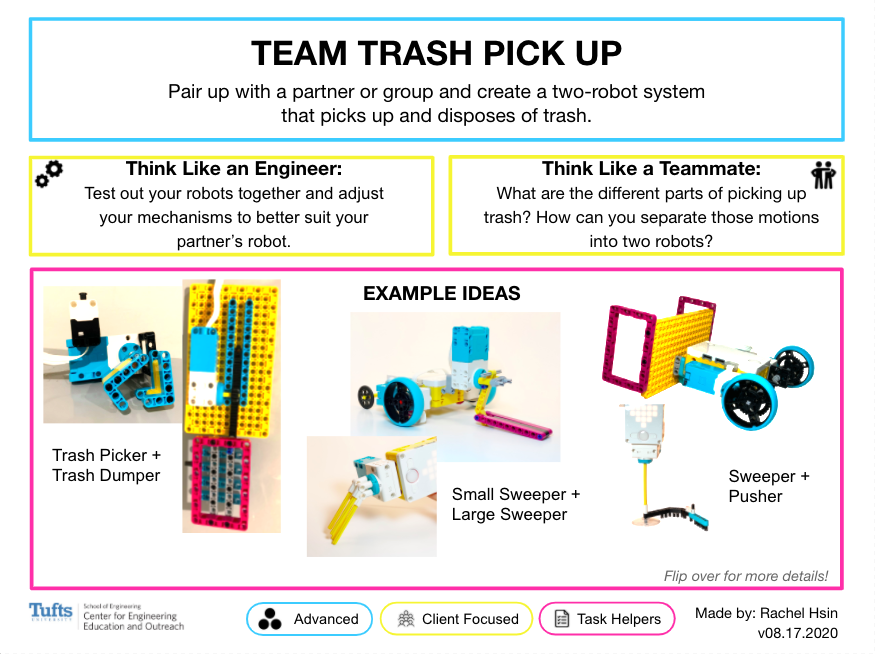 TEAM TRASH PICK UP
Pair up with a partner or group and create a two-robot system
that picks up and disposes of trash.
Think Like an Engineer:
Test out your robots together and adjust
your mechanisms to better suit your
partner's robot.
Think Like a Teammate:
What are the different parts of picking up
trash? How can you separate those motions
into two robots?
EXAMPLE IDEAS
Trash Picker +
Trash Dumper
Small Sweeper +
Large Sweeper
Sweeper +
Pusher
Flip over for more details!
Tufts
UNIVERSITY
School of Engineering
Center for Engineering
Education and Outreach
Advanced
Client Focused
Task Helpers
Made by: Rachel Hsin
v08.17.2020